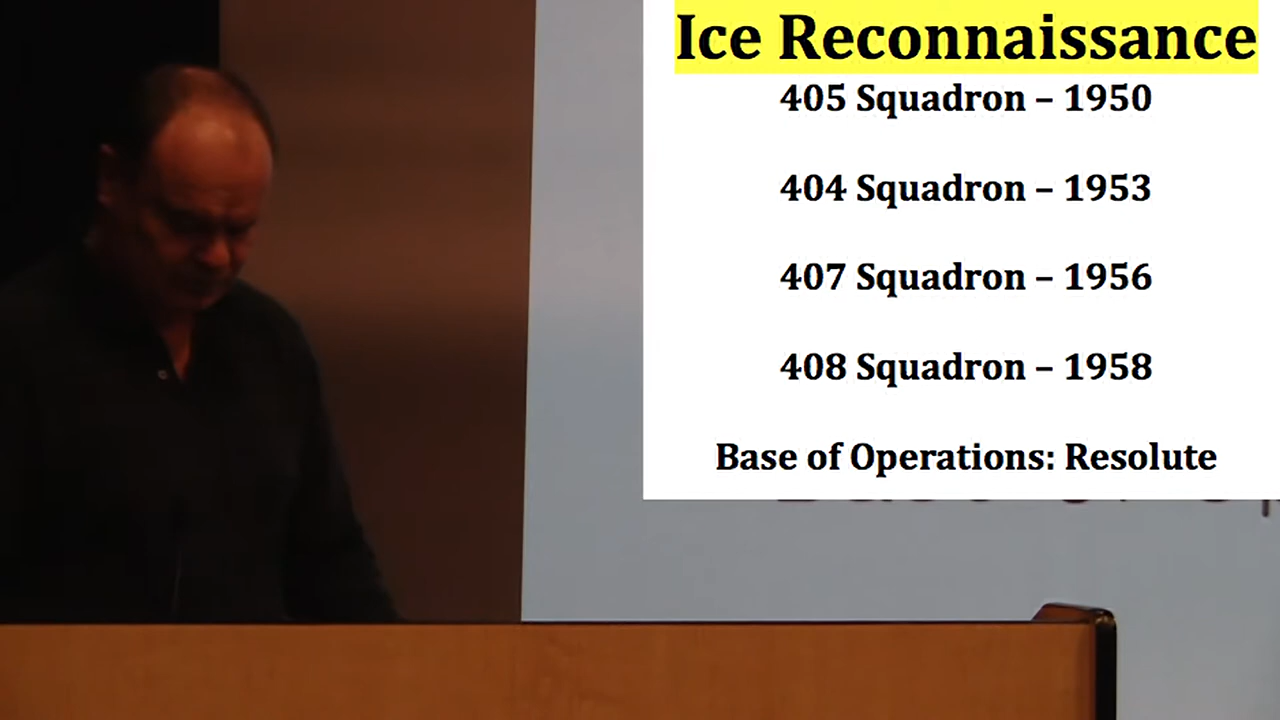 Ice Reconnaissance
405 Squadron – 1950
404 Squadron – 1953
407 Squadron – 1956
408 Squadron – 1958
Base of Operations: Resolute